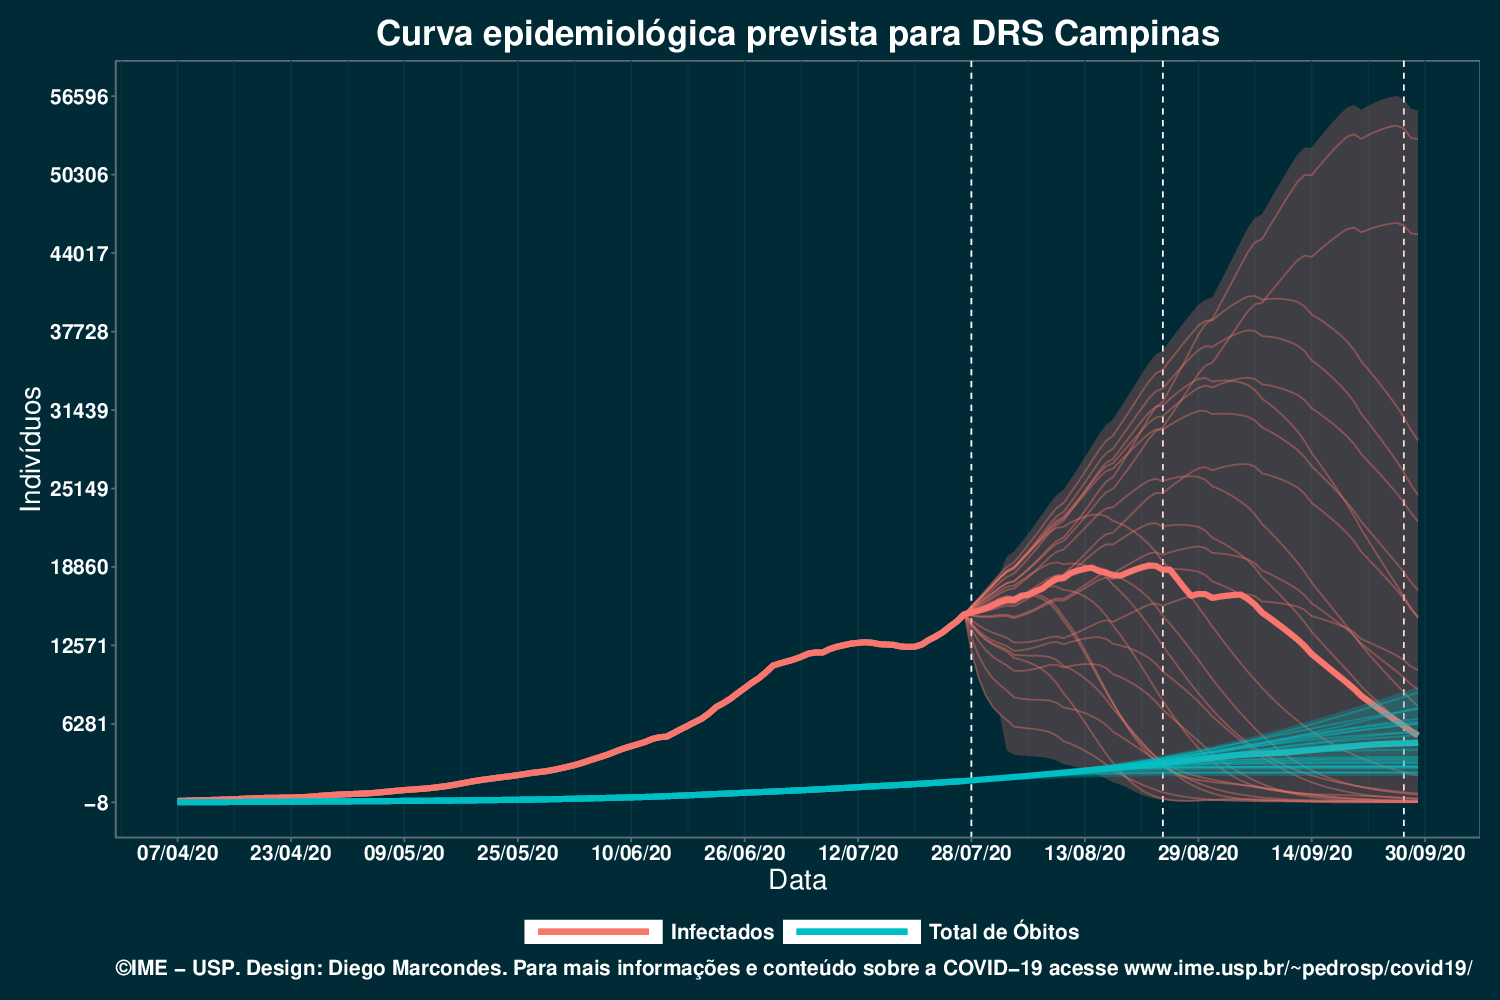 Curva epidemiológica prevista para DRS Campinas
56596
50306
44017
37728
31439
25149
18860
12571
6281
−8
Indivíduos
07/04/20 23/04/20 09/05/20 25/05/20 10/06/20 26/06/20 12/07/20 28/07/20 13/08/20 29/08/20 14/09/20 30/09/20
Data
Infectados Total de Óbitos
©IME − USP. Design: Diego Marcondes. Para mais informações e conteúdo sobre a COVID−19 acesse www.ime.usp.br/~pedrosp/covid19/